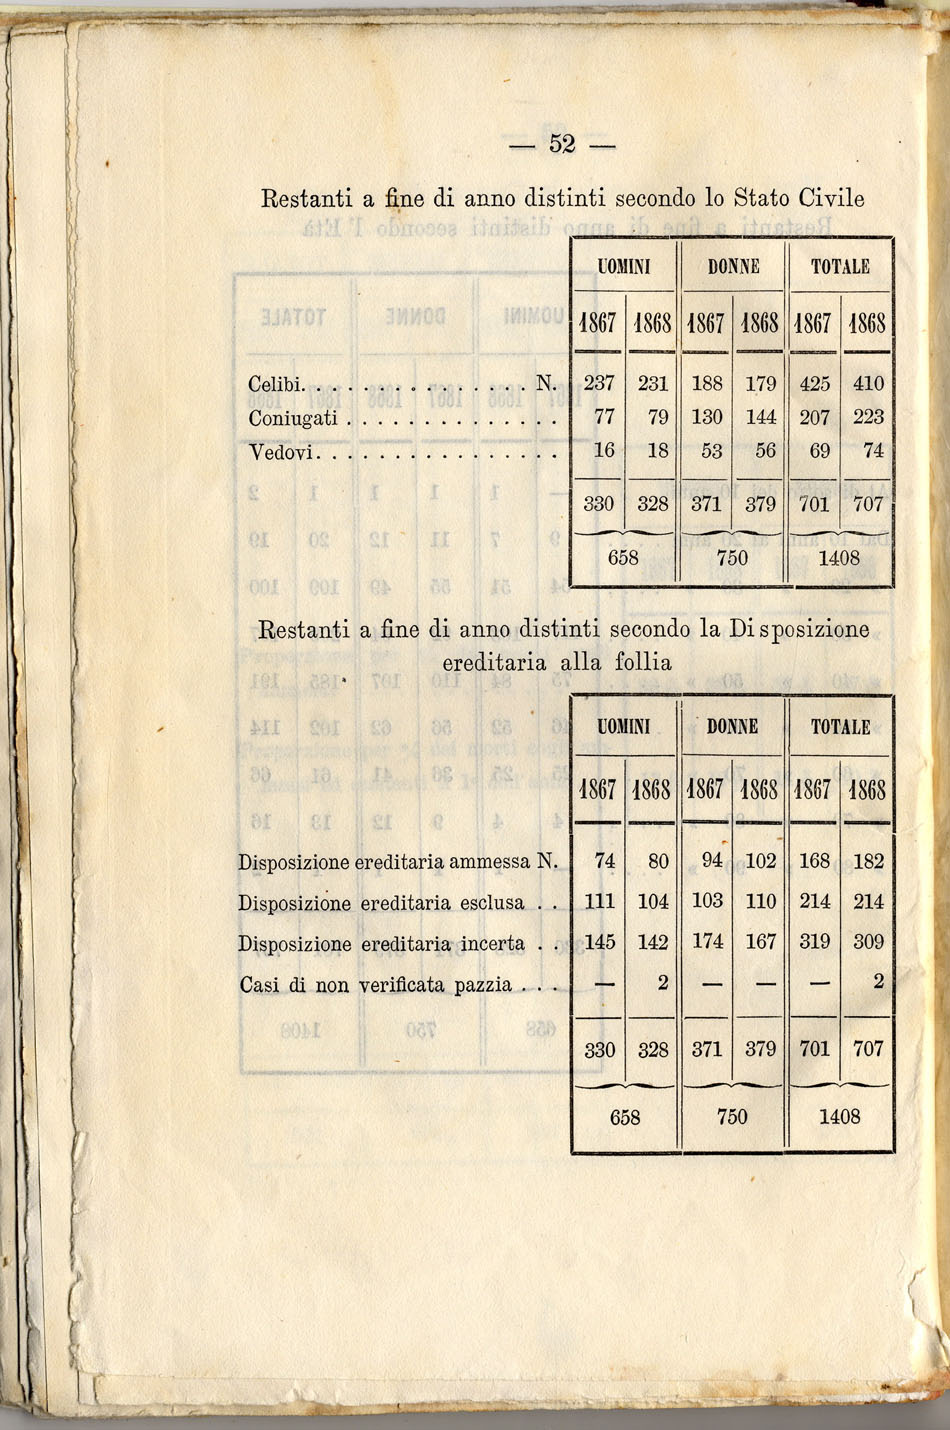 — 52 —
Restanti a fine di anno distinti secondo lo Stato Civile
UOMINI DONNE TOTALE
1867 1868 1867 1868 1867 1868
Celibi. . . . . . . . . . . . . . . N. 237 231 188 179 425 410
Coniugati . . . . . . . . . . . . . . 77 79 130 144 207 223
Vedovi. . . . . . . . . . . . . . . . 16 18 53 56 69 74
330 328 371 379 701 707
658 750 1408
Restanti a fine di anno distinti secondo la Disposizione
ereditaria alla follia
UOMINI DONNE TOTALE
1867 1868 1867 1868 1867 1868
Disposizione ereditaria ammessa N. 74 80 94 102 168 182
Disposizione ereditaria esclusa . . 111 104 103 110 214 214
Disposizione ereditaria incerta . . 145 142 174 167 319 309
Casi di non verificata pazzia . . . — 2 — — — 2
330 328 371 379 701 707
658 750 1408